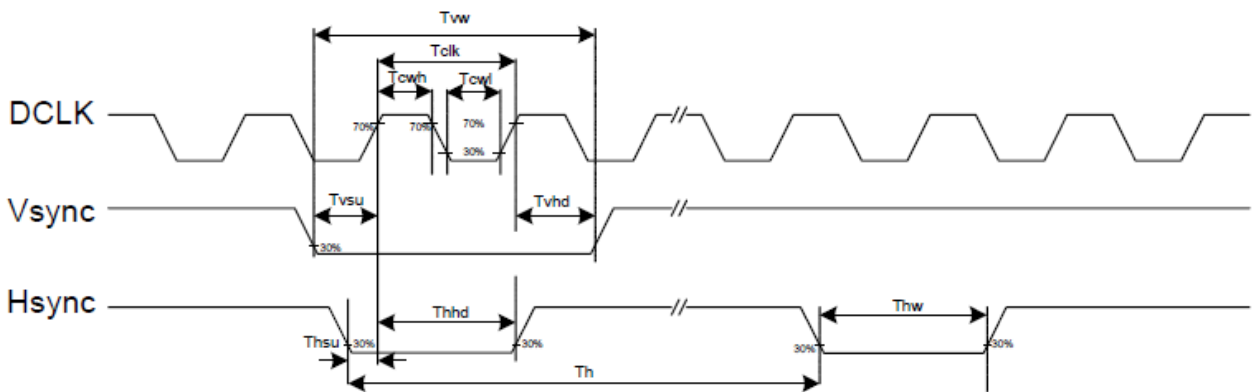 Tvw
Tclk
Tcwh
Tcwl
DCLK
70%
70%
70%
30%
Vsync
Tvsu
Tvhd
30%
Hsync
Thhd
Thw
Thsu
30%
30%
30%
30%
Th